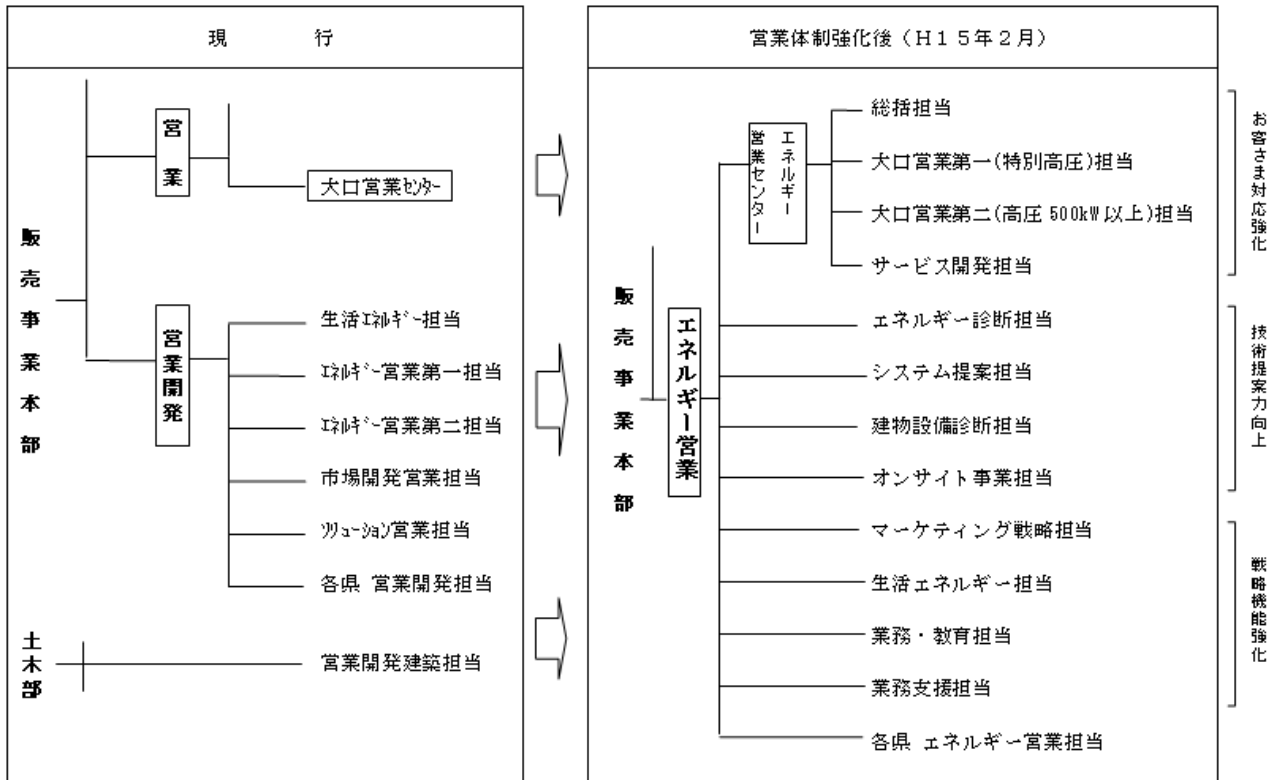 現　　行
営業
大口営業ｾﾝﾀｰ
販売事業本部
営業開発
生活ｴﾈﾙｷﾞｰ担当
ｴﾈﾙｷﾞｰ営業第一担当
ｴﾈﾙｷﾞｰ営業第二担当
市場開発営業担当
ｿﾘｭｰｼｮﾝ営業担当
各県 営業開発担当
土木部
営業開発建築担当
営業体制強化後（Ｈ１５年２月）
販売事業本部
エネルギー営業
エネルギー
営業センター
総括担当
大口営業第一(特別高圧)担当
大口営業第二(高圧 500kW以上)担当
サービス開発担当
エネルギー診断担当
システム提案担当
建物設備診断担当
オンサイト事業担当
マーケティング戦略担当
生活エネルギー担当
業務・教育担当
業務支援担当
各県 エネルギー営業担当
お客さま対応強化
技術提案力向上
戦略機能強化